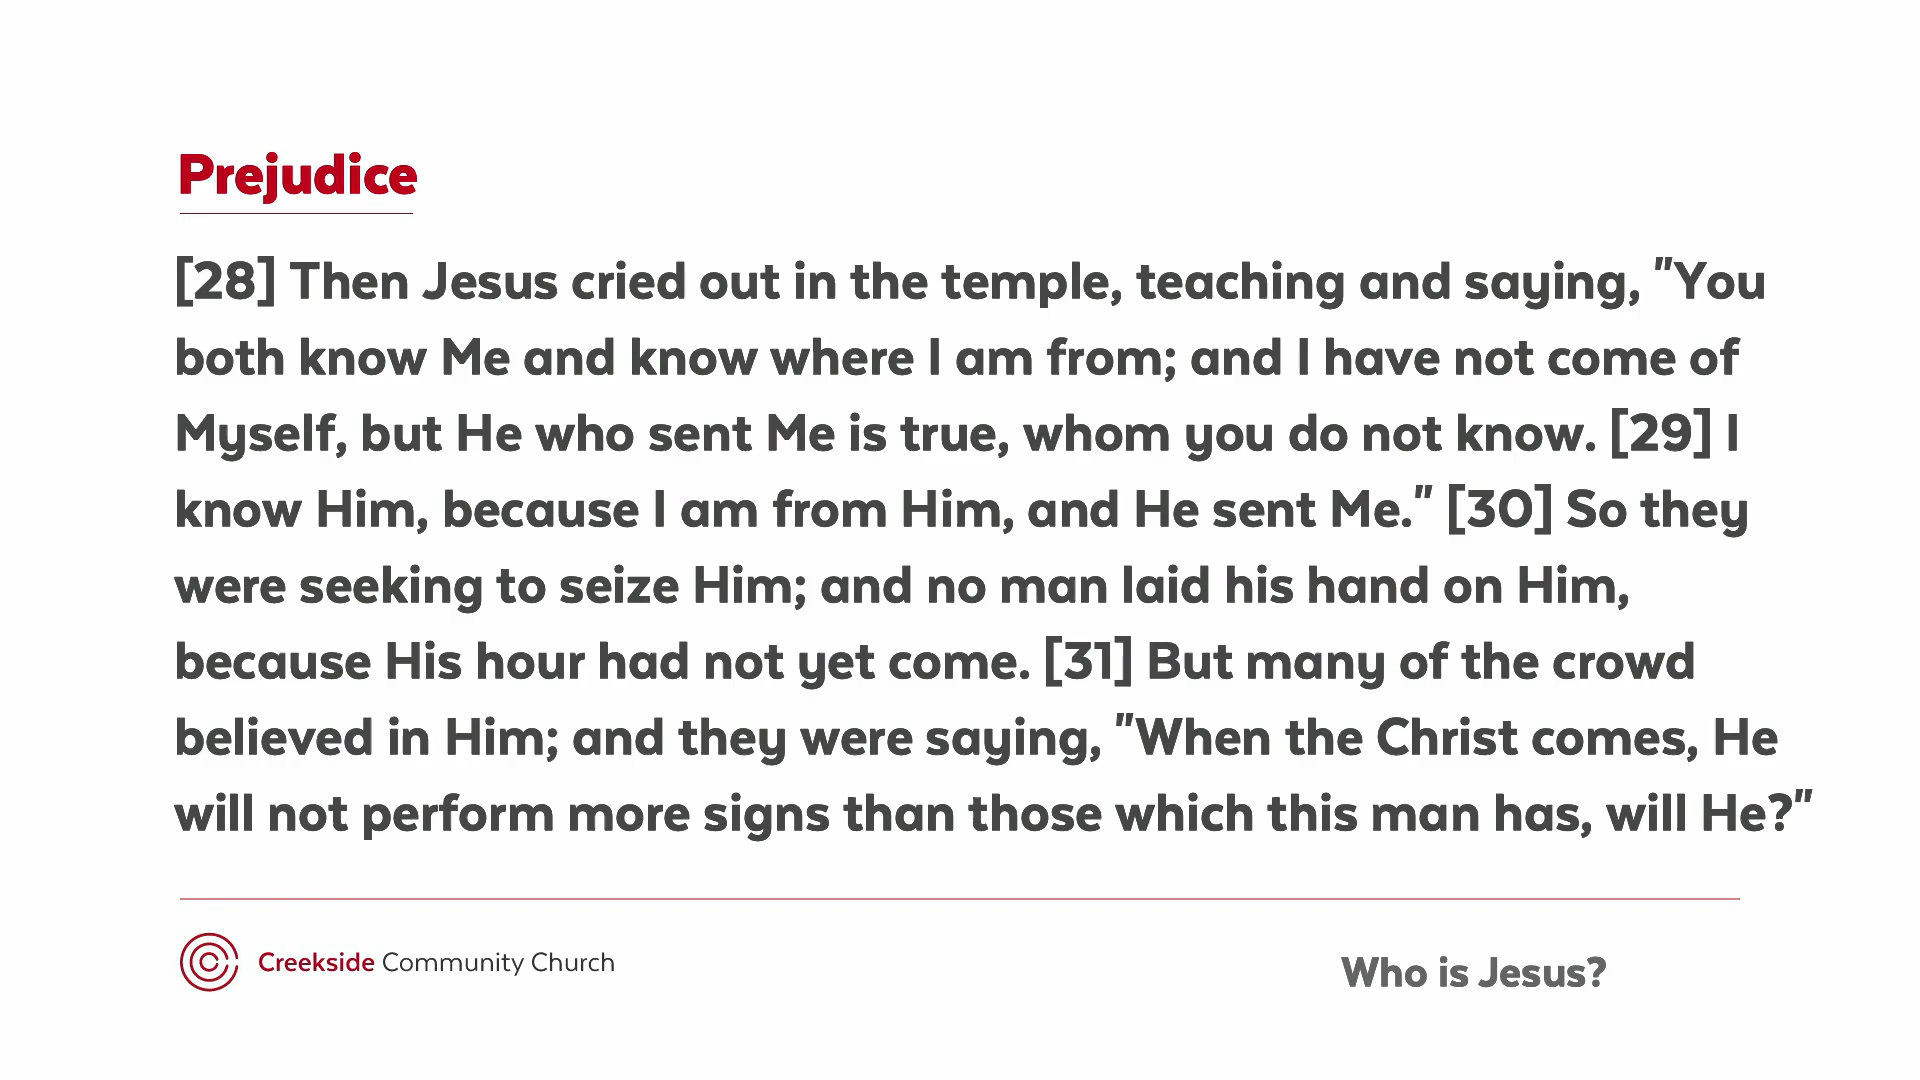 Prejudice
[28] Then Jesus cried out in the temple, teaching and saying, "You
both know Me and know where I am from; and I have not come of
Myself, but He who sent Me is true, whom you do not know. [29] I
know Him, because I am from Him, and He sent Me." [30] So they
were seeking to seize Him; and no man laid his hand on Him,
because His hour had not yet come. [31] But many of the crowd
believed in Him; and they were saying, "When the Christ comes, He
will not perform more signs than those which this man has, will He?"
Creekside Community Church
Who is Jesus?